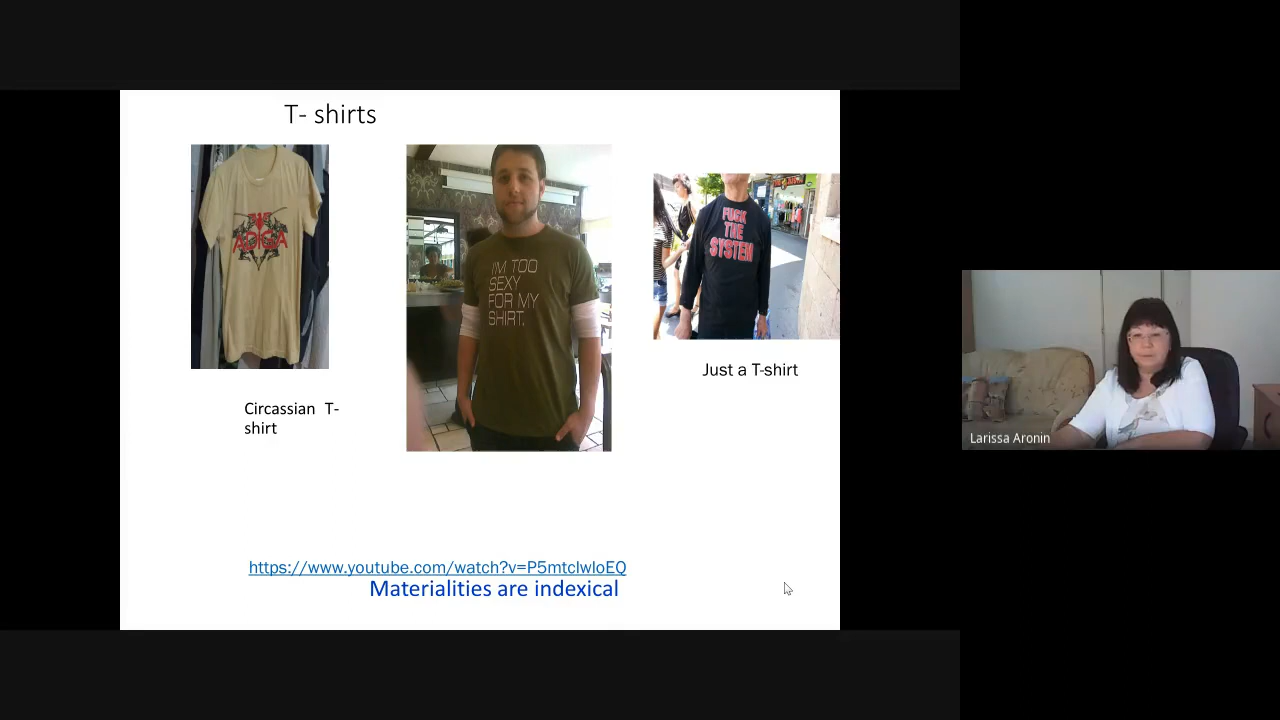 T- shirts
ADIGA
I'M TOO
SEXY
FOR MY
SHIRT.
FUCK
THE
SYSTEM
Just a T-shirt
Circassian T-
shirt
https://www.youtube.com/watch?v=P5mtcIwloEQ
Materialities are indexical
Larissa Aronin